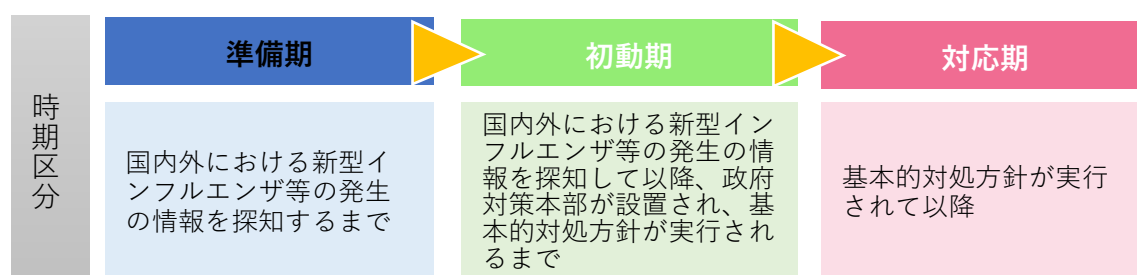 時期区分
準備期
初動期
対応期
国内外における新型イ
ンフルエンザ等の発生
の情報を探知するまで
国内外における新型イン
フルエンザ等の発生の情
報を探知して以降、政府
対策本部が設置され、基
本的対処方針が実行され
るまで
基本的対処方針が実行
されて以降